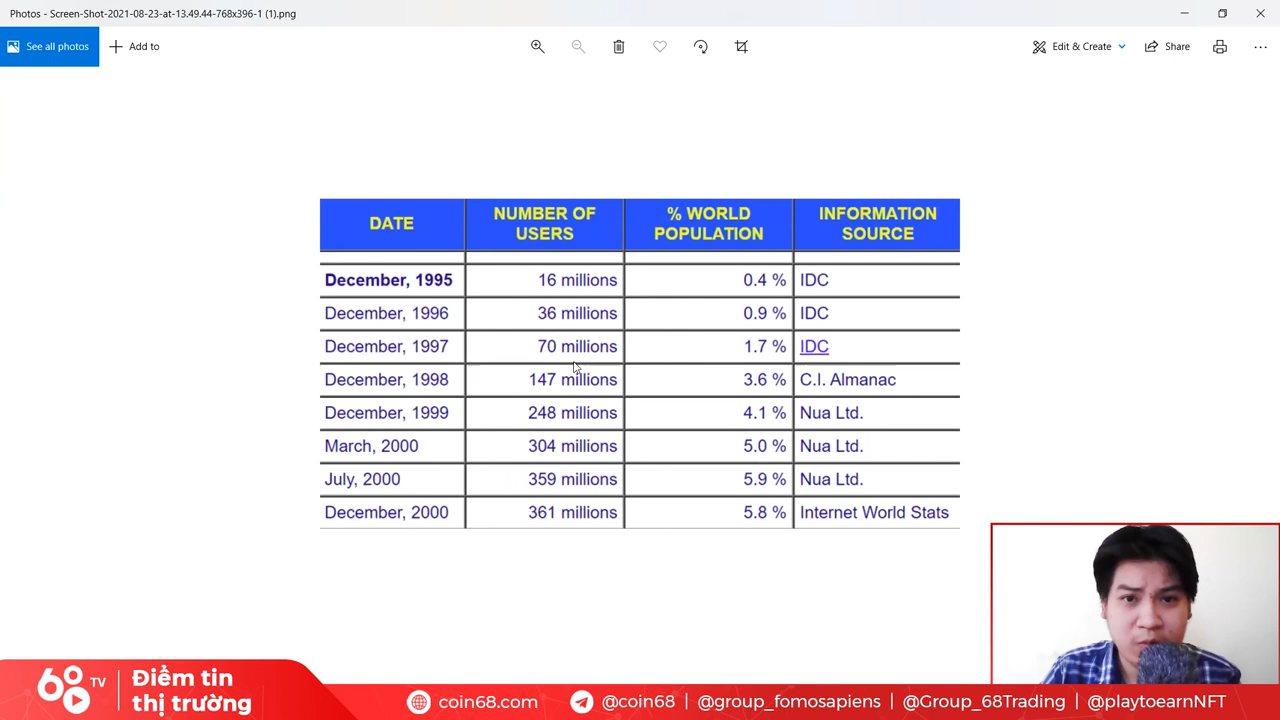 Photos - Screen-Shot-2021-08-23-at-13.49.44-768x396-1 (1).png
See all photos
Add to
Edit & Create
Share
DATE NUMBER OF USERS % WORLD POPULATION INFORMATION SOURCE
December, 1995 16 millions 0.4 % IDC
December, 1996 36 millions 0.9 % IDC
December, 1997 70 millions 1.7 % IDC
December, 1998 147 millions 3.6 % C.I. Almanac
December, 1999 248 millions 4.1 % Nua Ltd.
March, 2000 304 millions 5.0 % Nua Ltd.
July, 2000 359 millions 5.9 % Nua Ltd.
December, 2000 361 millions 5.8 % Internet World Stats
68 TV
Điểm tin
thị trường
coin68.com
@coin68 | @group_fomosapiens | @Group_68Trading | @playtoearnNFT